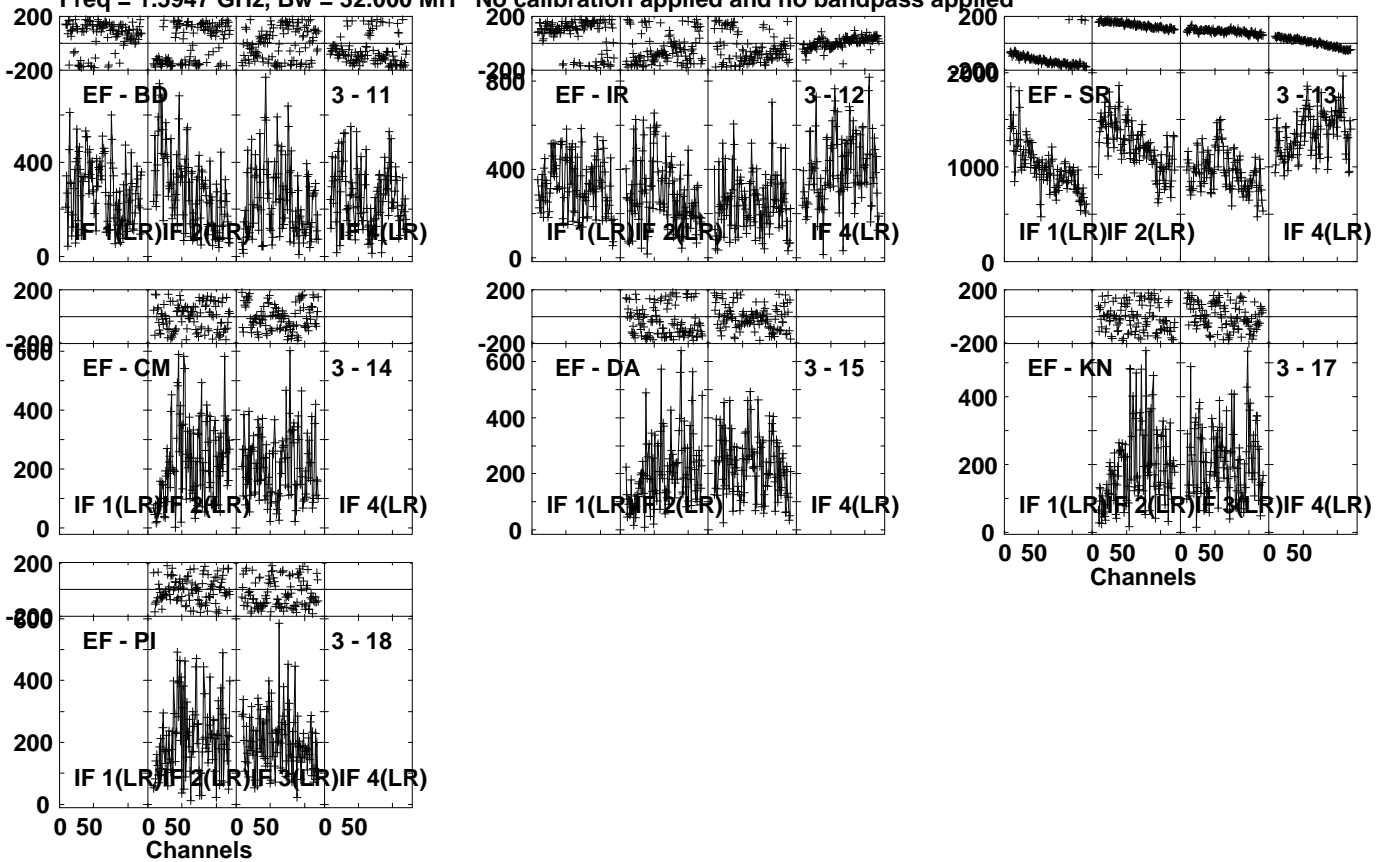 Freq = 1.5947 GHz, Bw = 32.000 MH No calibration applied and no bandpass applied
200
-200
EF - BD
3 - 11
400
0
IF 1(LR) IF 2(LR) IF 4(LR)
200
-200
800
EF - IR
3 - 12
400
0
IF 1(LR) IF 2(LR) IF 4(LR)
200
-200
2000
EF - SR
3 - 13
1000
0
IF 1(LR) IF 2(LR) IF 4(LR)
200
-200
600
EF - CM
3 - 14
400
200
0
IF 1(LR) IF 2(LR) IF 4(LR)
200
-200
600
EF - DA
3 - 15
400
200
0
IF 1(LR) IF 2(LR) IF 4(LR)
200
-200
EF - KN
3 - 17
400
200
0
IF 1(LR) IF 2(LR) IF 3(LR) IF 4(LR)
0 50 0 50 0 50 0 50
Channels
200
-200
600
EF - PI
3 - 18
400
200
0
IF 1(LR) IF 2(LR) IF 3(LR) IF 4(LR)
0 50 0 50 0 50 0 50
Channels